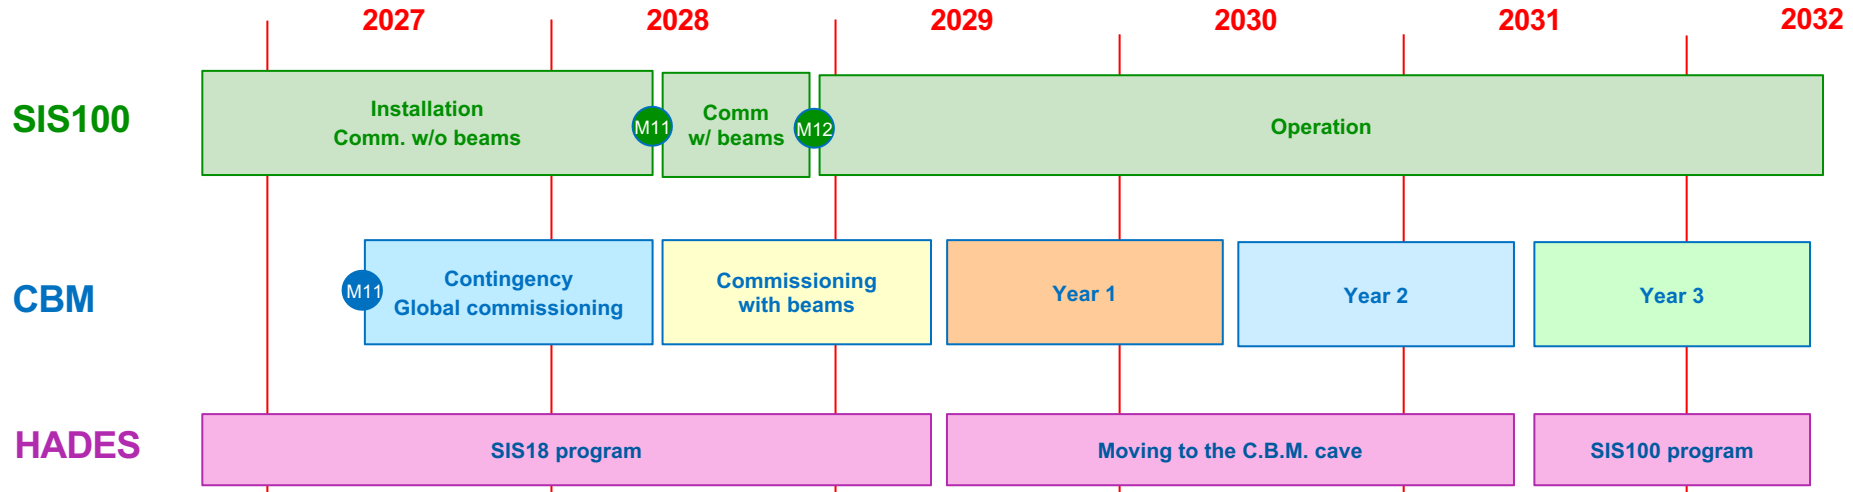 2027 2028 2029 2030 2031 2032
SIS100
Installation
Comm. w/o beams
M11
Comm
w/ beams
M12
Operation
CBM
M11
Contingency
Global commissioning
Commissioning
with beams
Year 1
Year 2
Year 3
HADES
SIS18 program
Moving to the C.B.M. cave
SIS100 program